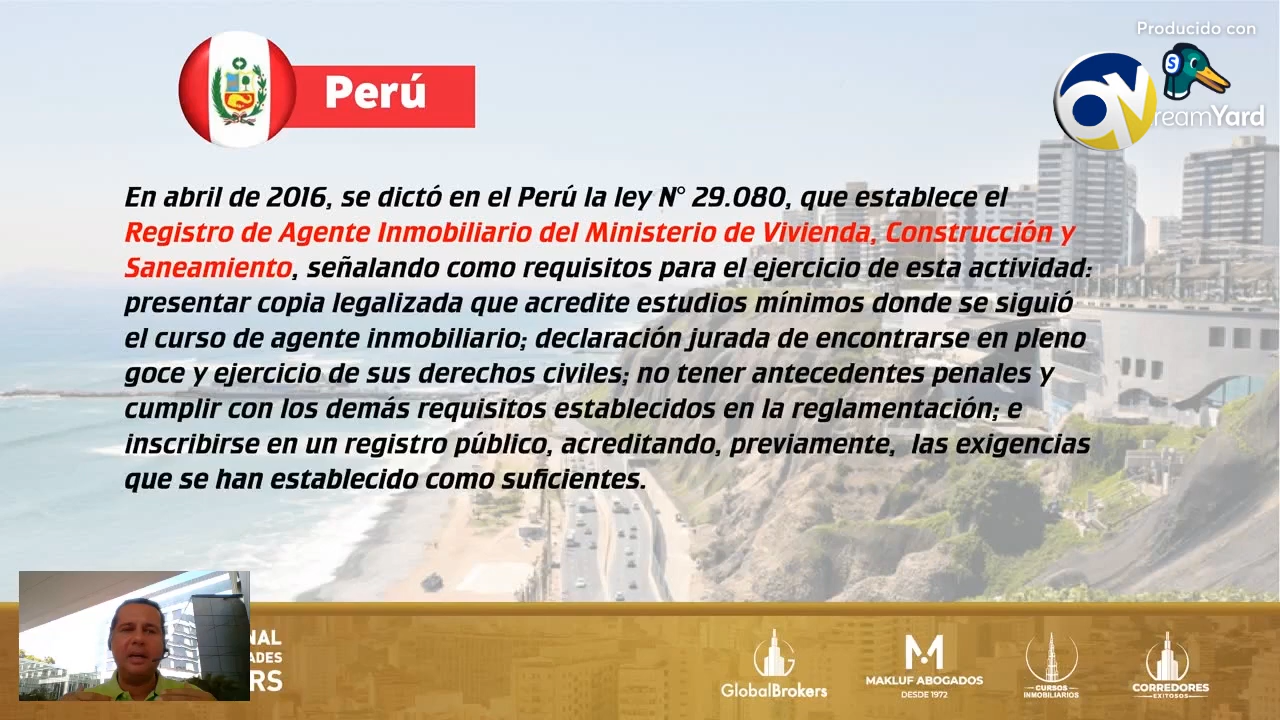 Producido con
Perú
reamYard
En abril de 2016, se dictó en el Perú la ley N° 29.080, que establece el
Registro de Agente Inmobiliario del Ministerio de Vivienda, Construcción y
Saneamiento, señalando como requisitos para el ejercicio de esta actividad:
presentar copia legalizada que acredite estudios mínimos donde se siguió
el curso de agente inmobiliario; declaración jurada de encontrarse en pleno
goce y ejercicio de sus derechos civiles; no tener antecedentes penales y
cumplir con los demás requisitos establecidos en la reglamentación; e
inscribirse en un registro público, acreditando, previamente, las exigencias
que se han establecido como suficientes.
NAL
ADES
RS
GlobalBrokers
MAKLUF ABOGADOS
DESDE 1972
CURSOS
INMOBILIARIOS
CORREDORES
EXITOSOS